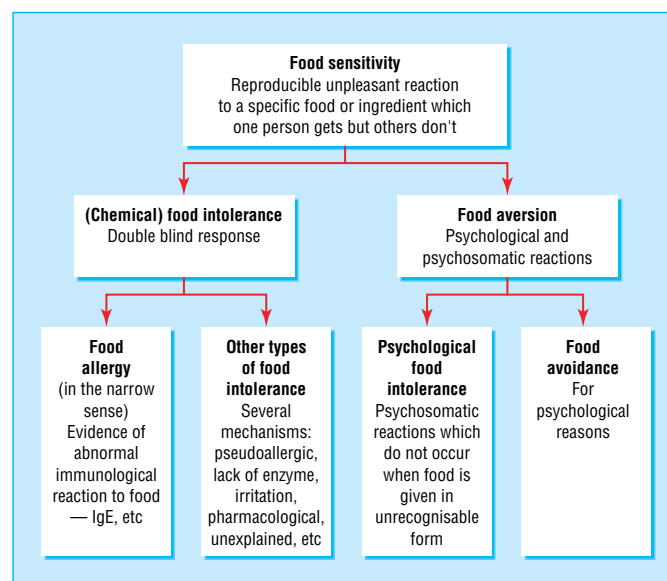 Food sensitivity
Reproducible unpleasant reaction
to a specific food or ingredient which
one person gets but others don't
(Chemical) food intolerance
Double blind response
Food aversion
Psychological and
psychosomatic reactions
Food
allergy
(in the narrow
sense)
Evidence of
abnormal
immunological
reaction to food
— IgE, etc
Other types
of food
intolerance
Several
mechanisms:
pseudoallergic,
lack of enzyme,
irritation,
pharmacological,
unexplained, etc
Psychological
food
intolerance
Psychosomatic
reactions which
do not occur
when food is
given in
unrecognisable
form
Food
avoidance
For
psychological
reasons